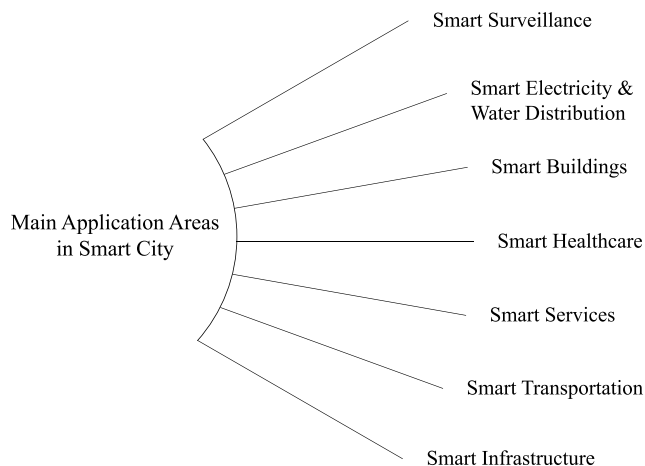 Smart Surveillance
Smart Electricity &
Water Distribution
Smart Buildings
Main Application Areas
in Smart City
Smart Healthcare
Smart Services
Smart Transportation
Smart Infrastructure